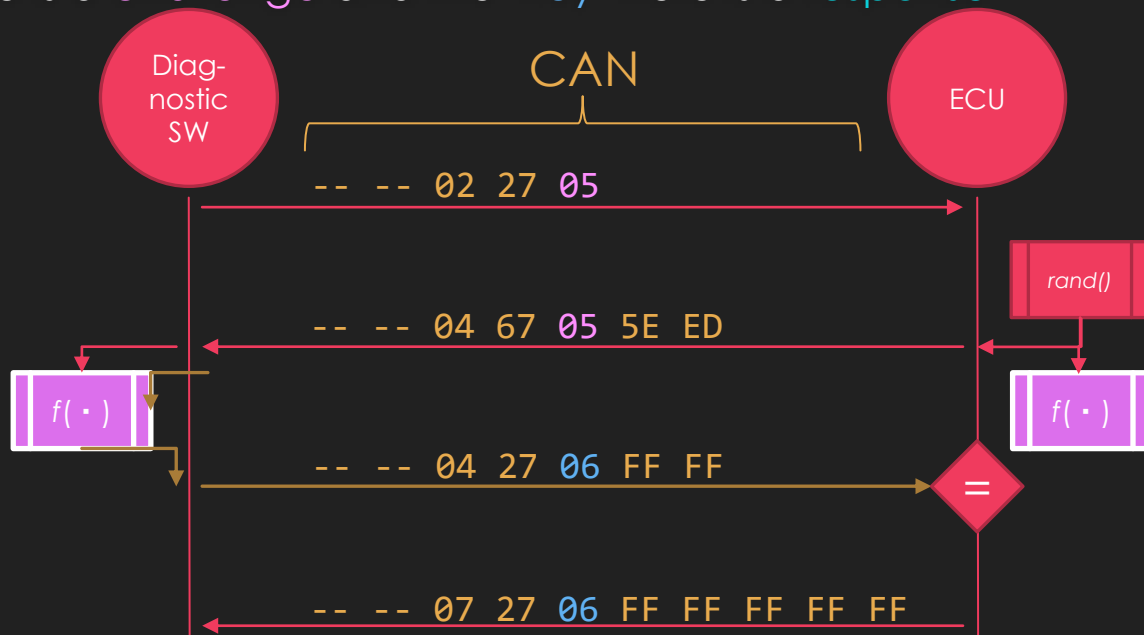 Diag-
nostic
SW
CAN
ECU
-- -- 02 27 05
rand()
-- -- 04 67 05 5E ED
f( · )
f( · )
-- -- 04 27 06 FF FF
=
-- -- 07 27 06 FF FF FF FF FF